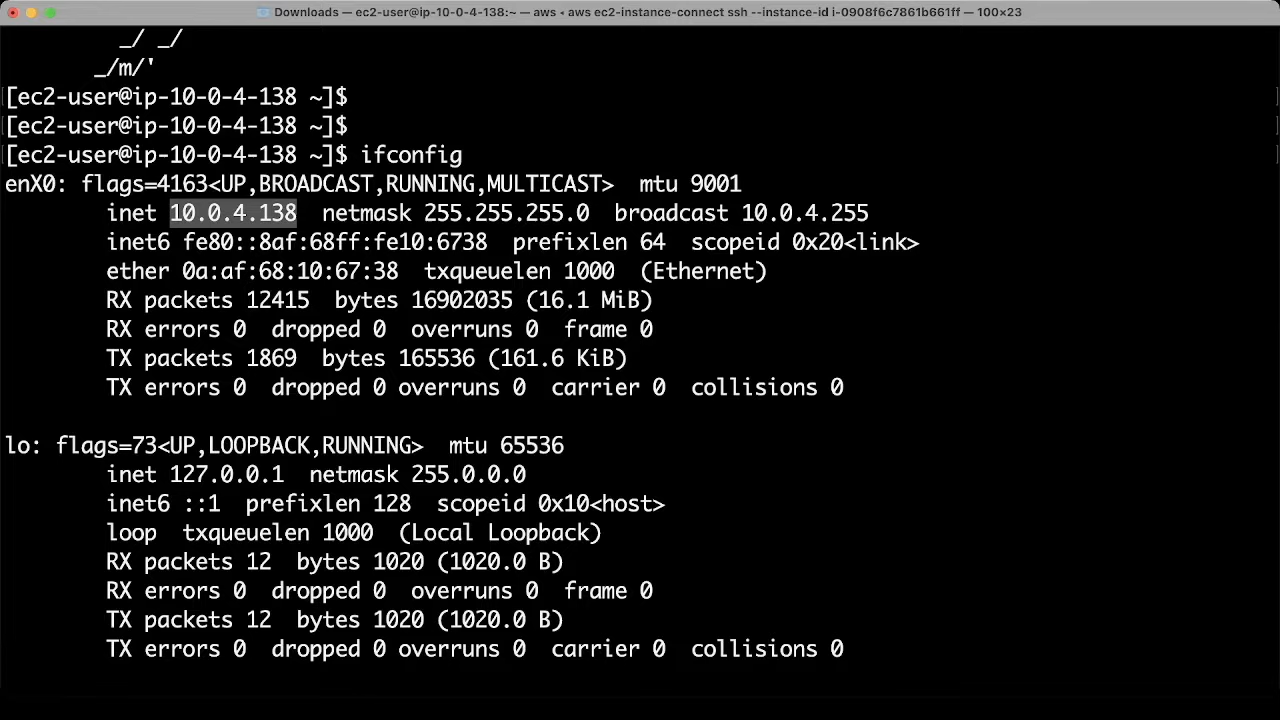 Downloads — ec2-user@ip-10-0-4-138:~ — aws ◂ aws ec2-instance-connect ssh --instance-id i-0908f6c7861b661ff — 100×23
_/ _/
_/m/'
[ec2-user@ip-10-0-4-138 ~]$
[ec2-user@ip-10-0-4-138 ~]$
[ec2-user@ip-10-0-4-138 ~]$ ifconfig
enX0: flags=4163<UP,BROADCAST,RUNNING,MULTICAST>  mtu 9001
        inet 10.0.4.138  netmask 255.255.255.0  broadcast 10.0.4.255
        inet6 fe80::8af:68ff:fe10:6738  prefixlen 64  scopeid 0x20<link>
        ether 0a:af:68:10:67:38  txqueuelen 1000  (Ethernet)
        RX packets 12415  bytes 16902035 (16.1 MiB)
        RX errors 0  dropped 0  overruns 0  frame 0
        TX packets 1869  bytes 165536 (161.6 KiB)
        TX errors 0  dropped 0 overruns 0  carrier 0  collisions 0
lo: flags=73<UP,LOOPBACK,RUNNING>  mtu 65536
        inet 127.0.0.1  netmask 255.0.0.0
        inet6 ::1  prefixlen 128  scopeid 0x10<host>
        loop  txqueuelen 1000  (Local Loopback)
        RX packets 12  bytes 1020 (1020.0 B)
        RX errors 0  dropped 0  overruns 0  frame 0
        TX packets 12  bytes 1020 (1020.0 B)
        TX errors 0  dropped 0 overruns 0  carrier 0  collisions 0